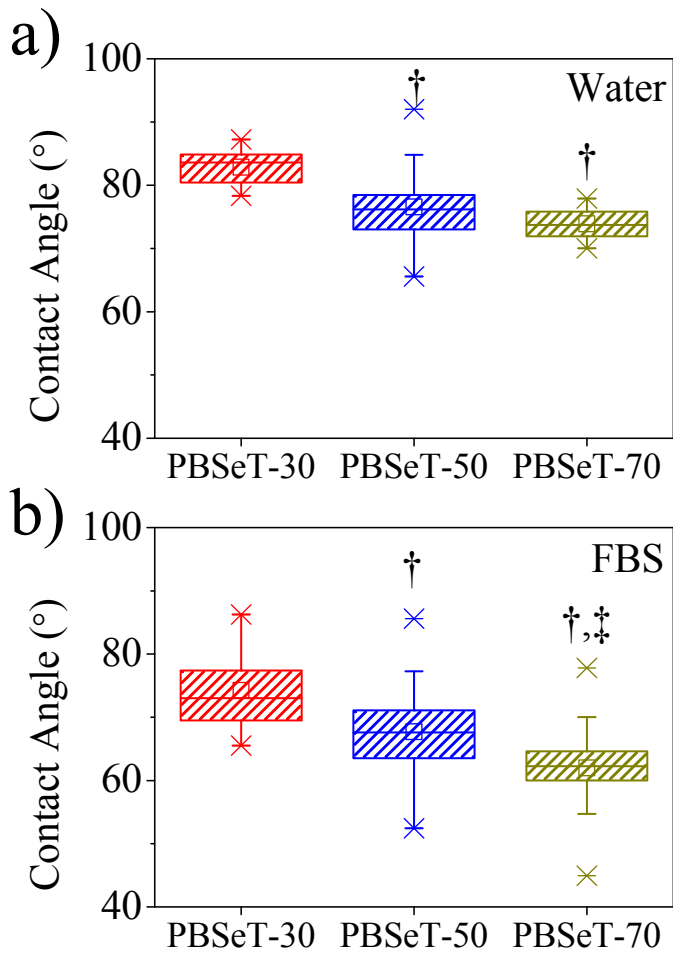 a)
100
80
60
40
Contact Angle (°)
Water
†
†
PBSeT-30 PBSeT-50 PBSeT-70
b)
100
80
60
40
Contact Angle (°)
FBS
†
†,‡
PBSeT-30 PBSeT-50 PBSeT-70